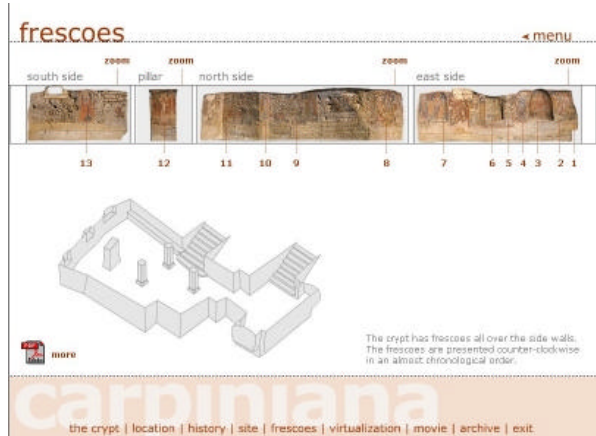 frescoes
menu
zoom zoom zoom zoom
south side pillar north side east side
13 12 11 10 9 8 7 6 5 4 3 2 1
The crypt has frescoes all over the side walls.
The frescoes are presented counter-clockwise
in an almost chronological order.
more
carpiniana
the crypt | location | history | site | frescoes | virtualization | movie | archive | exit